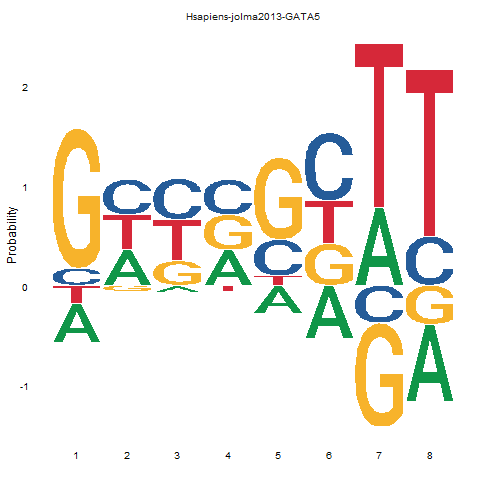 Hsapiens-jolma2013-GATA5
Probability
2
1
0
-1
G C T A
C T A G
C T G A
C G A T
G C T A
C T G A
T A C G
T C G A
1 2 3 4 5 6 7 8